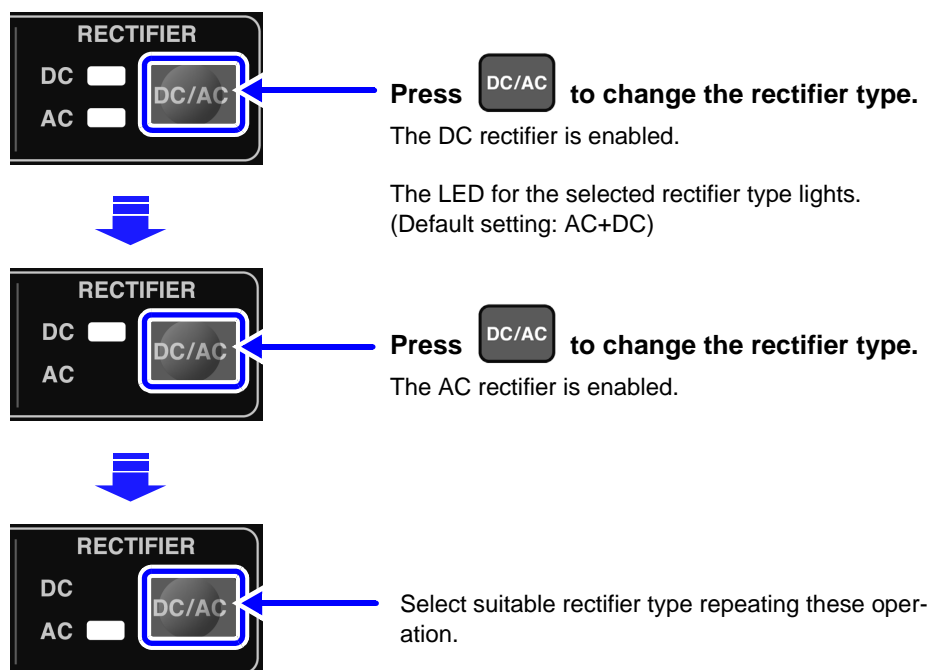 RECTIFIER
DC
AC
DC/AC
Press DC/AC to change the rectifier type.
The DC rectifier is enabled.
The LED for the selected rectifier type lights.
(Default setting: AC+DC)
RECTIFIER
DC
AC
DC/AC
Press DC/AC to change the rectifier type.
The AC rectifier is enabled.
RECTIFIER
DC
AC
DC/AC
Select suitable rectifier type repeating these oper-
ation.